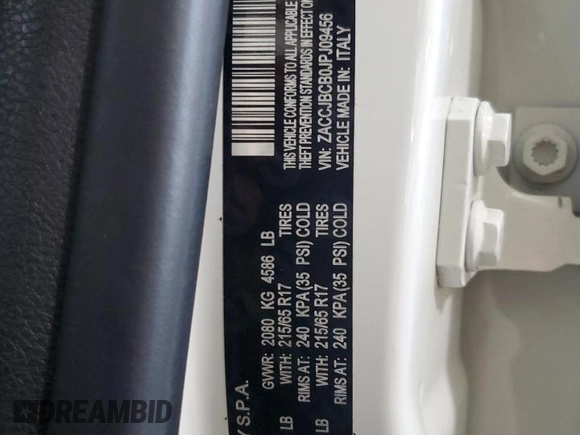 Y S.P.A.
GVWR: 2080 KG 4586 LB
LB WITH: 215/65 R17 TIRES
RIMS AT: 240 KPA(35 PSI) COLD
LB WITH: 215/65 R17 TIRES
RIMS AT: 240 KPA(35 PSI) COLD
THIS VEHICLE CONFORMS TO ALL APPLICABLE
THEFT PREVENTION STANDARDS IN EFFECT ON
VIN: ZACCJBCB0JPJ09456
VEHICLE MADE IN: ITALY
DREAMBID